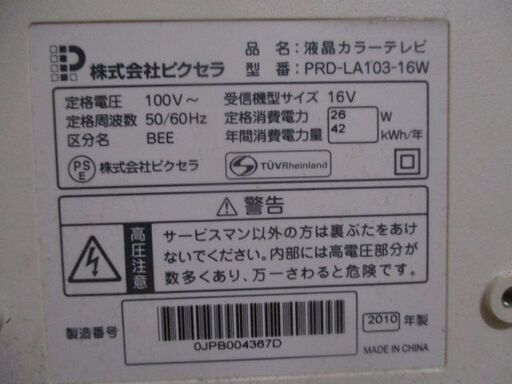 株式会社ピクセラ
品 名：液晶カラーテレビ
型 番：PRD-LA103-16W
定格電圧 100V～ 受信機型サイズ 16V
定格周波数 50/60Hz 定格消費電力 26 W
区分名 BEE 年間消費電力量 42 kWh/年
PS E 株式会社ピクセラ TÜVRheinland
警告
高圧注意
サービスマン以外の方は裏ぶたをあけ
ないでください。内部には高電圧部分が
数多くあり、万一さわると危険です。
製造番号 0JPB004367D 2010 年製
MADE IN CHINA